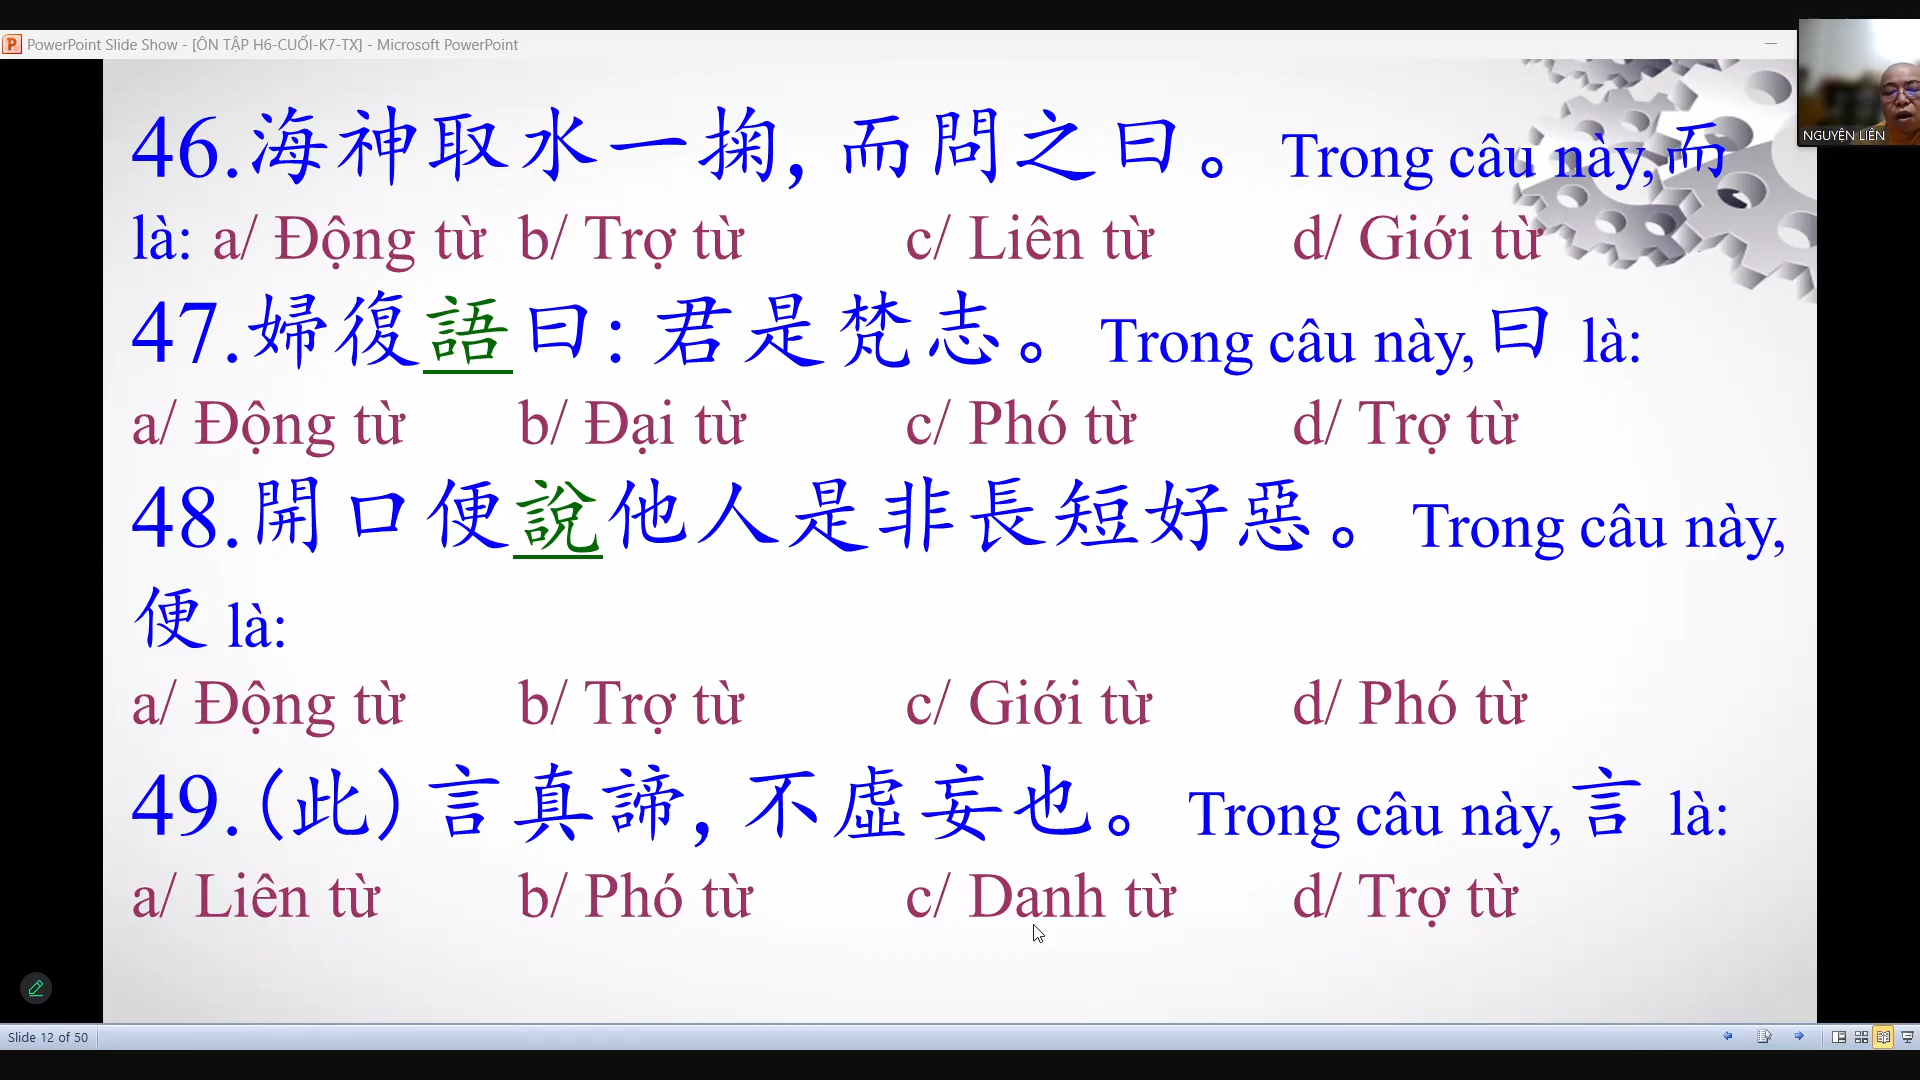 PowerPoint Slide Show - [ÔN TẬP H6-CUỐI-K7-TX] - Microsoft PowerPoint
NGUYỆN LIÊN
46.海神取水一掬, 而問之曰。 Trong câu này,而
là: a/ Động từ b/ Trợ từ c/ Liên từ d/ Giới từ
47.婦復語曰: 君是梵志。 Trong câu này,曰 là:
a/ Động từ b/ Đại từ c/ Phó từ d/ Trợ từ
48.開口便說他人是非長短好惡。 Trong câu này,
便 là:
a/ Động từ b/ Trợ từ c/ Giới từ d/ Phó từ
49.(此)言真諦, 不虛妄也。 Trong câu này,言 là:
a/ Liên từ b/ Phó từ c/ Danh từ d/ Trợ từ
Slide 12 of 50